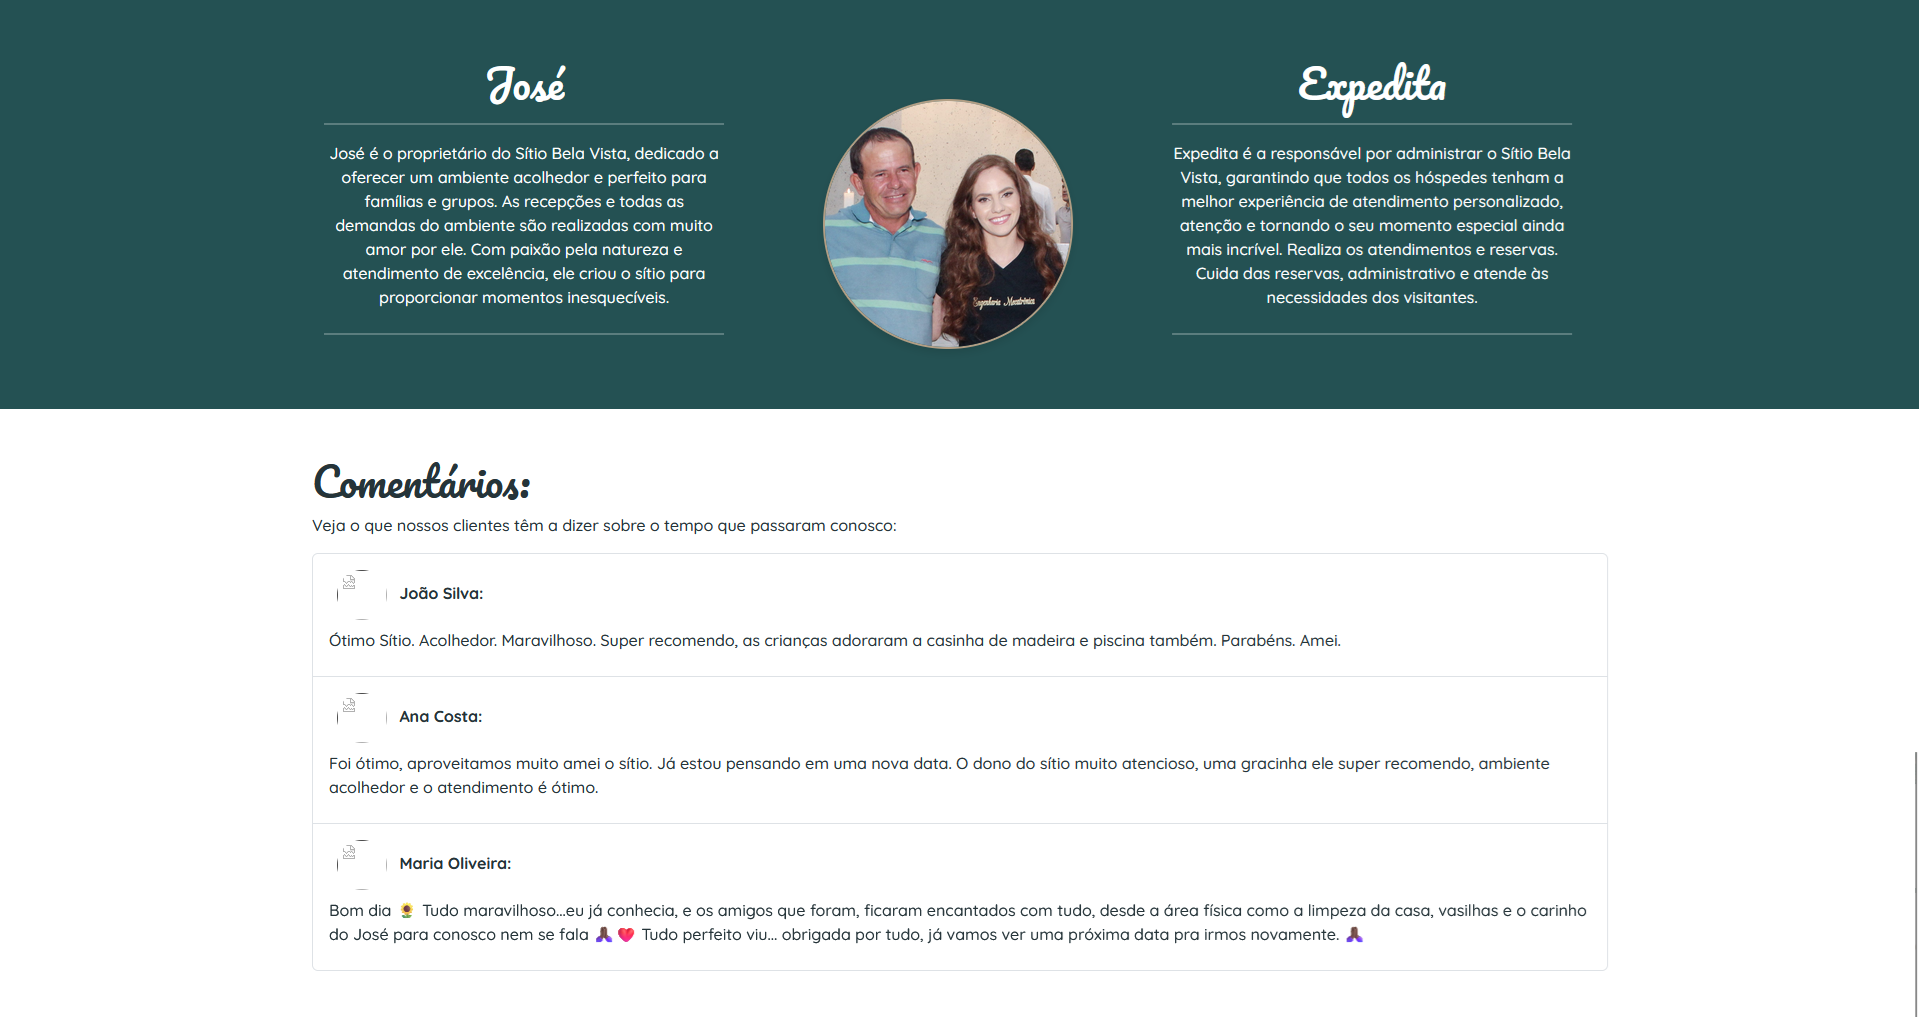 José
José é o proprietário do Sítio Bela Vista, dedicado a
oferecer um ambiente acolhedor e perfeito para
famílias e grupos. As recepções e todas as
demandas do ambiente são realizadas com muito
amor por ele. Com paixão pela natureza e
atendimento de excelência, ele criou o sítio para
proporcionar momentos inesquecíveis.
Engenharia Mecatrônica
Expedita
Expedita é a responsável por administrar o Sítio Bela
Vista, garantindo que todos os hóspedes tenham a
melhor experiência de atendimento personalizado,
atenção e tornando o seu momento especial ainda
mais incrível. Realiza os atendimentos e reservas.
Cuida das reservas, administrativo e atende às
necessidades dos visitantes.
Comentários:
Veja o que nossos clientes têm a dizer sobre o tempo que passaram conosco:
João Silva:
Ótimo Sítio. Acolhedor. Maravilhoso. Super recomendo, as crianças adoraram a casinha de madeira e piscina também. Parabéns. Amei.
Ana Costa:
Foi ótimo, aproveitamos muito amei o sítio. Já estou pensando em uma nova data. O dono do sítio muito atencioso, uma gracinha ele super recomendo, ambiente
acolhedor e o atendimento é ótimo.
Maria Oliveira:
Bom dia 🌻 Tudo maravilhoso...eu já conhecia, e os amigos que foram, ficaram encantados com tudo, desde a área física como a limpeza da casa, vasilhas e o carinho
do José para conosco nem se fala 🙏🏿❤️ Tudo perfeito viu... obrigada por tudo, já vamos ver uma próxima data pra irmos novamente. 🙏🏿